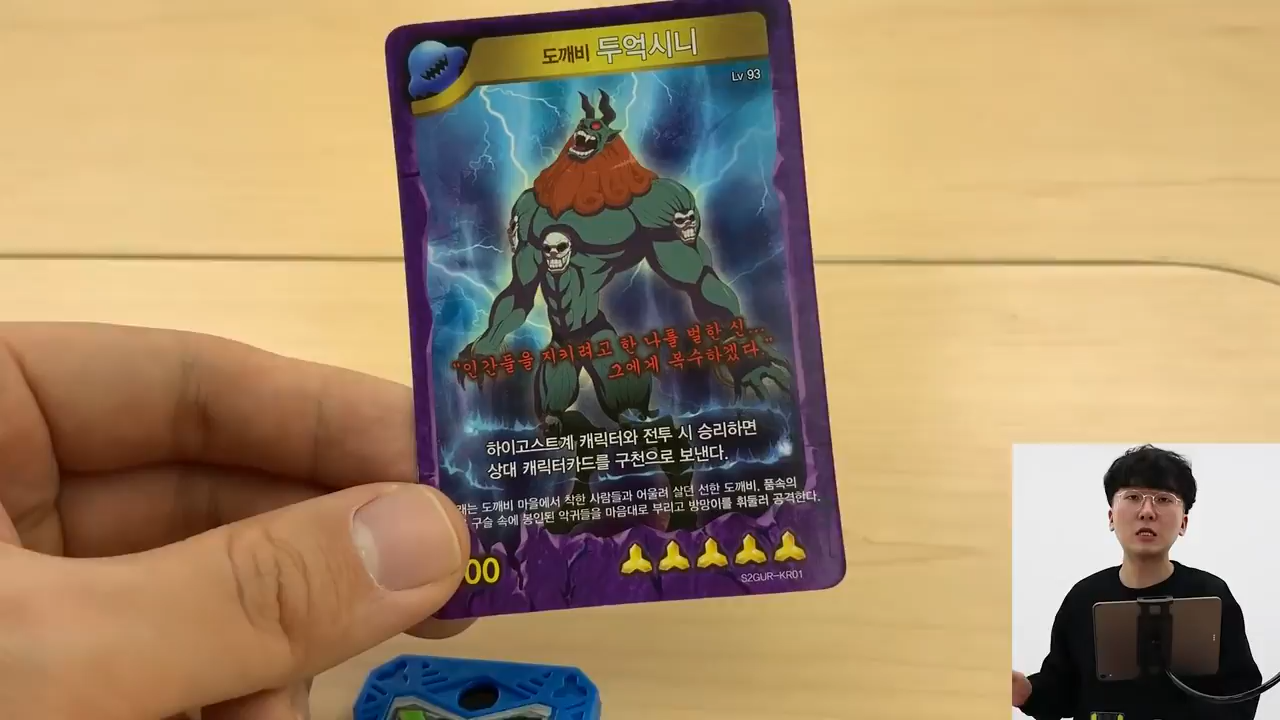 도깨비 두억시니
Lv 93
"인간들을 지키려고 한 나를 벌한 신...
그에게 복수하겠다."
하이고스트계 캐릭터와 전투 시 승리하면
상대 캐릭터카드를 구천으로 보낸다.
래는 도깨비 마을에서 착한 사람들과 어울려 살던 선한 도깨비, 품속의
구슬 속에 봉인된 악귀들을 마음대로 부리고 방망이를 휘둘러 공격한다.
00
S2GUR-KR01